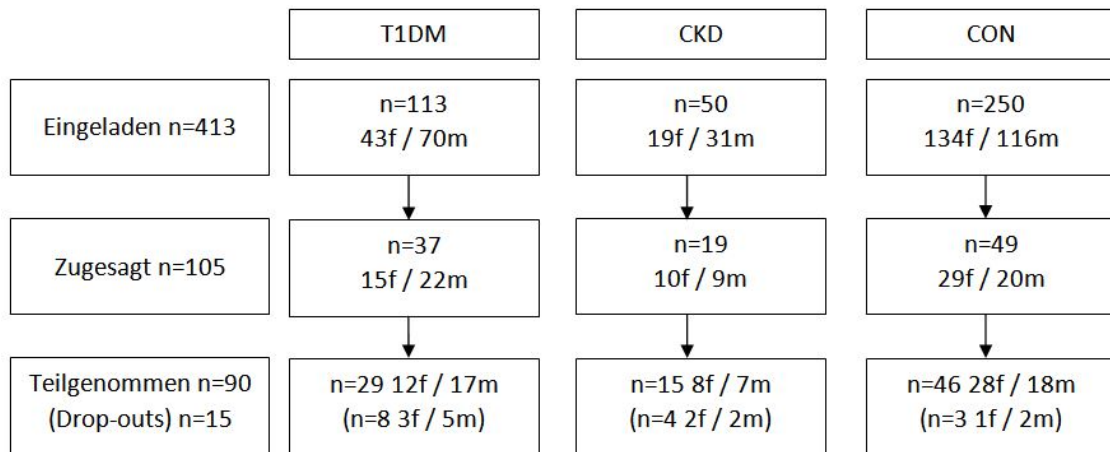 T1DM
CKD
CON
Eingeladen n=413
n=113
43f / 70m
n=50
19f / 31m
n=250
134f / 116m
Zugesagt n=105
n=37
15f / 22m
n=19
10f / 9m
n=49
29f / 20m
Teilgenommen n=90
(Drop-outs) n=15
n=29 12f / 17m
(n=8 3f / 5m)
n=15 8f / 7m
(n=4 2f / 2m)
n=46 28f / 18m
(n=3 1f / 2m)